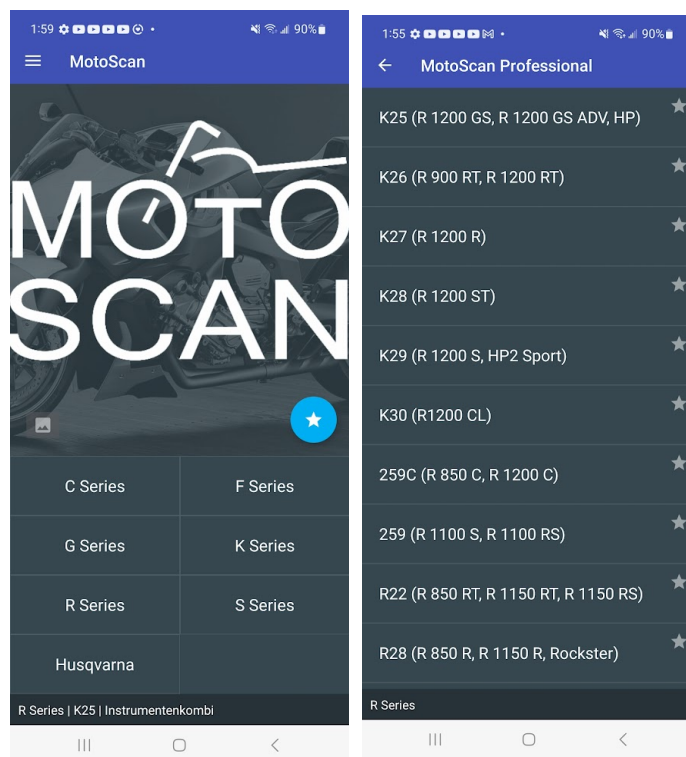 1:59
90%
MotoScan
MOTO
SCAN
C Series
F Series
G Series
K Series
R Series
S Series
Husqvarna
R Series | K25 | Instrumentenkombi
1:55
90%
MotoScan Professional
K25 (R 1200 GS, R 1200 GS ADV, HP)
K26 (R 900 RT, R 1200 RT)
K27 (R 1200 R)
K28 (R 1200 ST)
K29 (R 1200 S, HP2 Sport)
K30 (R1200 CL)
259C (R 850 C, R 1200 C)
259 (R 1100 S, R 1100 RS)
R22 (R 850 RT, R 1150 RT, R 1150 RS)
R28 (R 850 R, R 1150 R, Rockster)
R Series